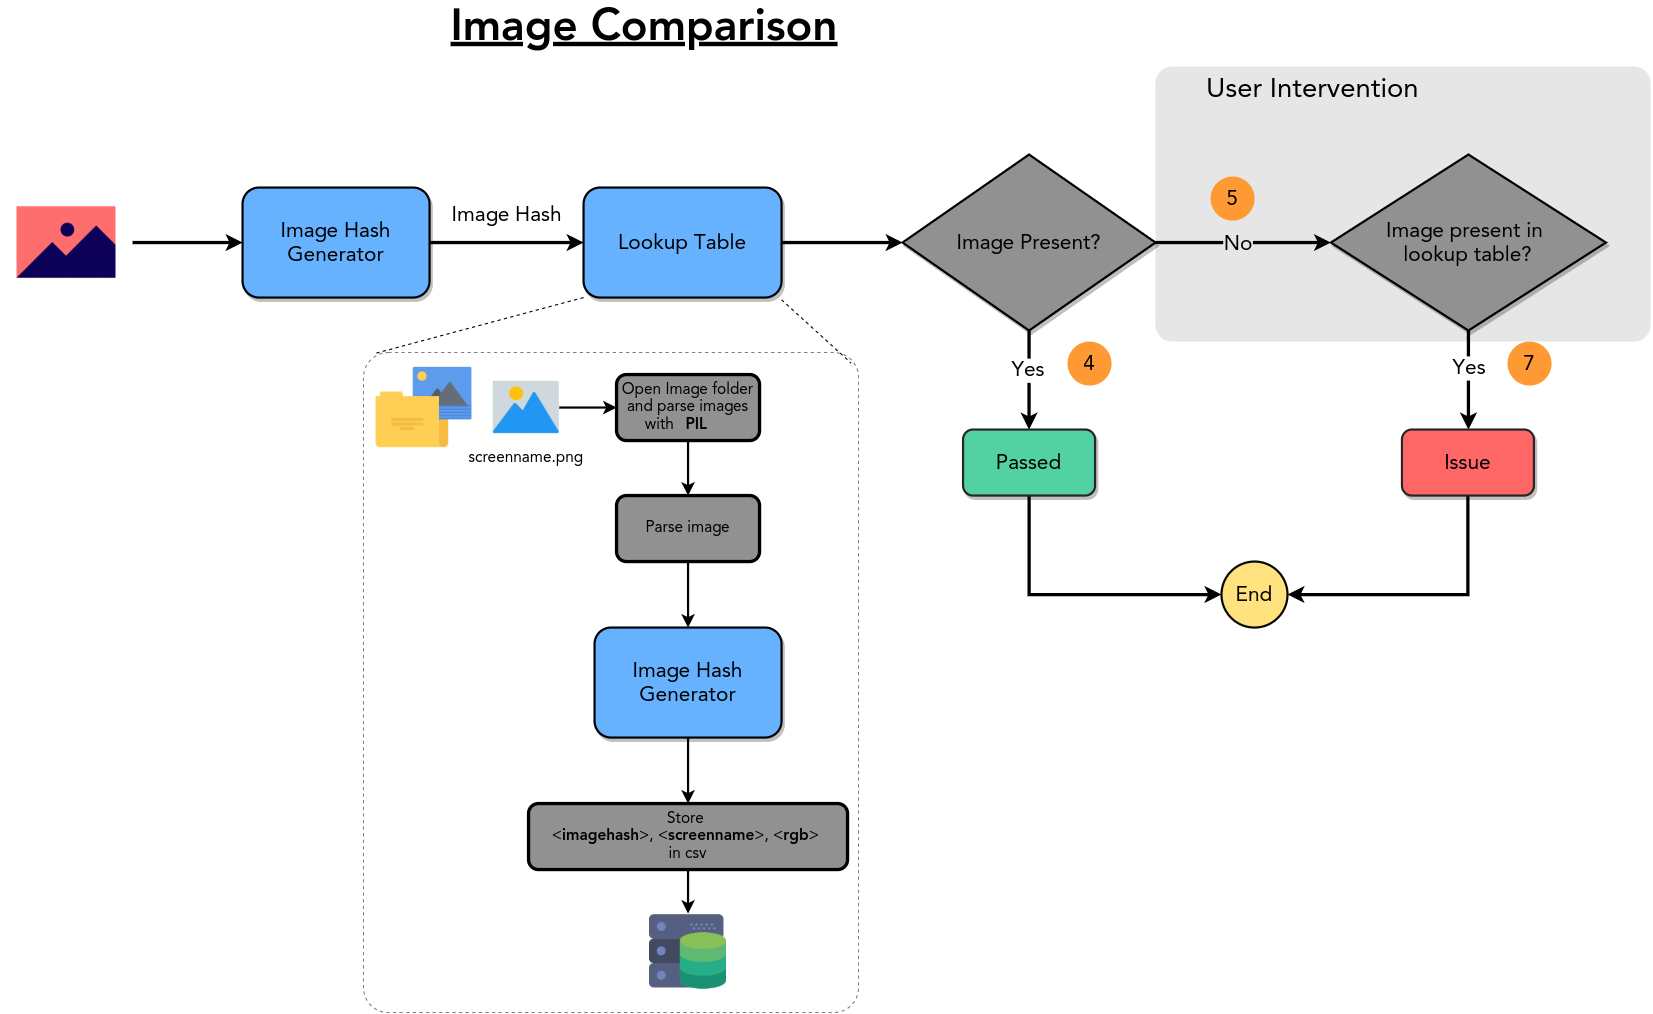 Image Comparison
User Intervention
Image Hash
Generator
Image Hash
Lookup Table
Image Present?
5
No
Image present in
lookup table?
Yes
4
Yes
7
Open Image folder
and parse images
with PIL
screenname.png
Passed
Issue
Parse image
End
Image Hash
Generator
Store
<imagehash>, <screenname>, <rgb>
in csv